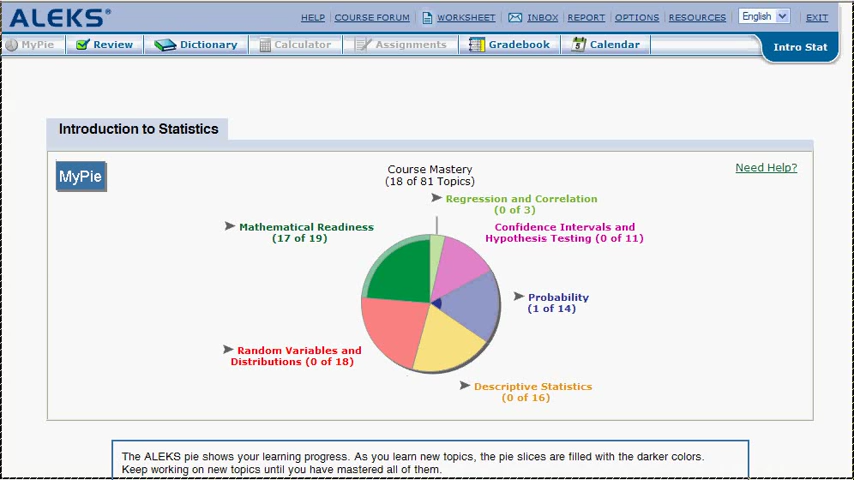 ALEKS®
HELP COURSE FORUM WORKSHEET INBOX REPORT OPTIONS RESOURCES English EXIT
MyPie Review Dictionary Calculator Assignments Gradebook Calendar Intro Stat
Introduction to Statistics
MyPie
Need Help?
Course Mastery
(18 of 81 Topics)
Regression and Correlation
(0 of 3)
Mathematical Readiness
(17 of 19)
Confidence Intervals and
Hypothesis Testing (0 of 11)
Probability
(1 of 14)
Random Variables and
Distributions (0 of 18)
Descriptive Statistics
(0 of 16)
The ALEKS pie shows your learning progress. As you learn new topics, the pie slices are filled with the darker colors.
Keep working on new topics until you have mastered all of them.